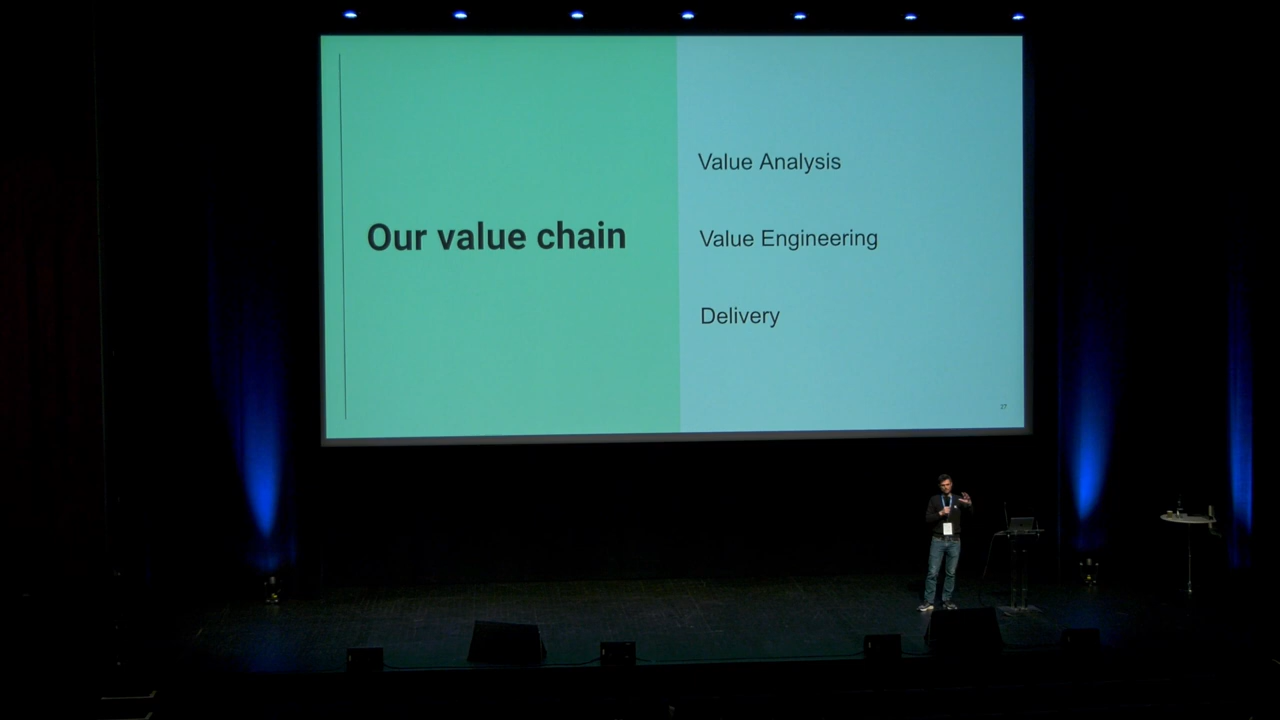 Our value chain
Value Analysis
Value Engineering
Delivery